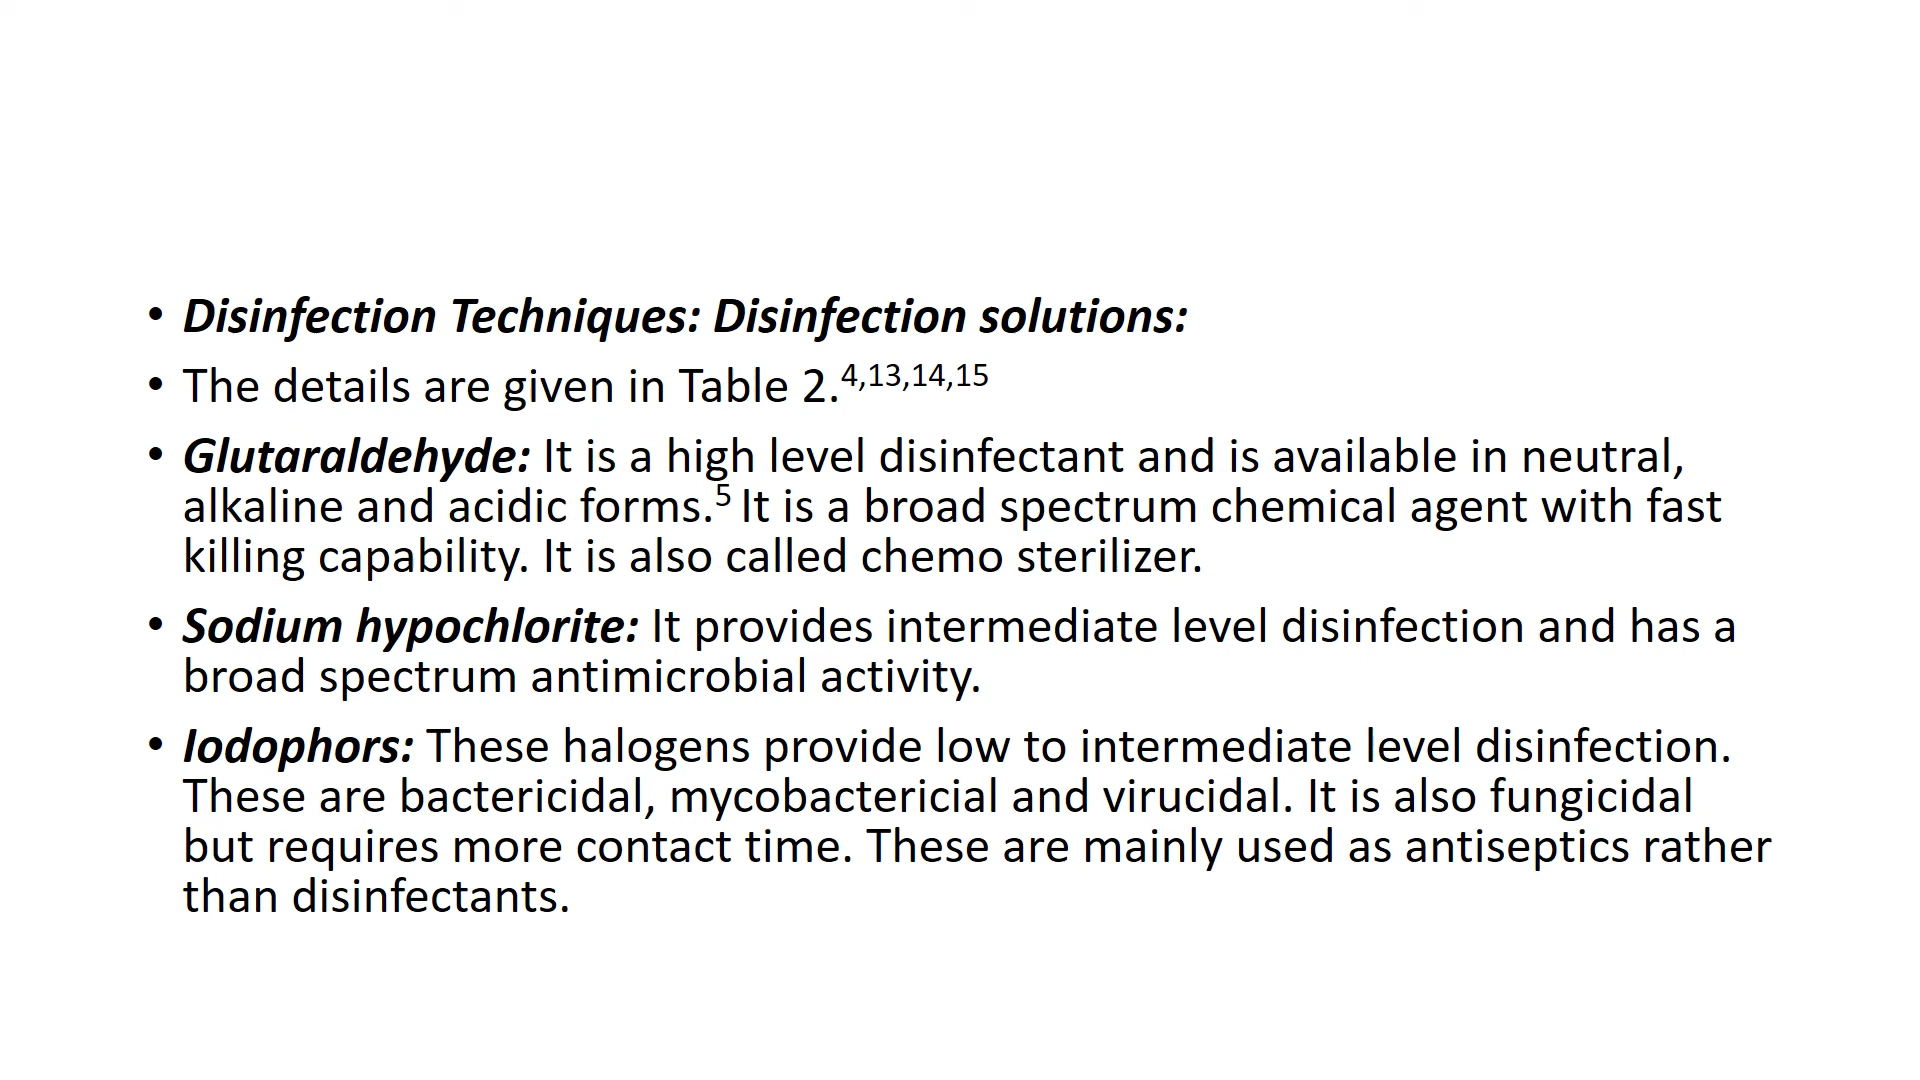 • Disinfection Techniques: Disinfection solutions:
• The details are given in Table 2.4,13,14,15
• Glutaraldehyde: It is a high level disinfectant and is available in neutral,
alkaline and acidic forms.5 It is a broad spectrum chemical agent with fast
killing capability. It is also called chemo sterilizer.
• Sodium hypochlorite: It provides intermediate level disinfection and has a
broad spectrum antimicrobial activity.
• Iodophors: These halogens provide low to intermediate level disinfection.
These are bactericidal, mycobactericial and virucidal. It is also fungicidal
but requires more contact time. These are mainly used as antiseptics rather
than disinfectants.